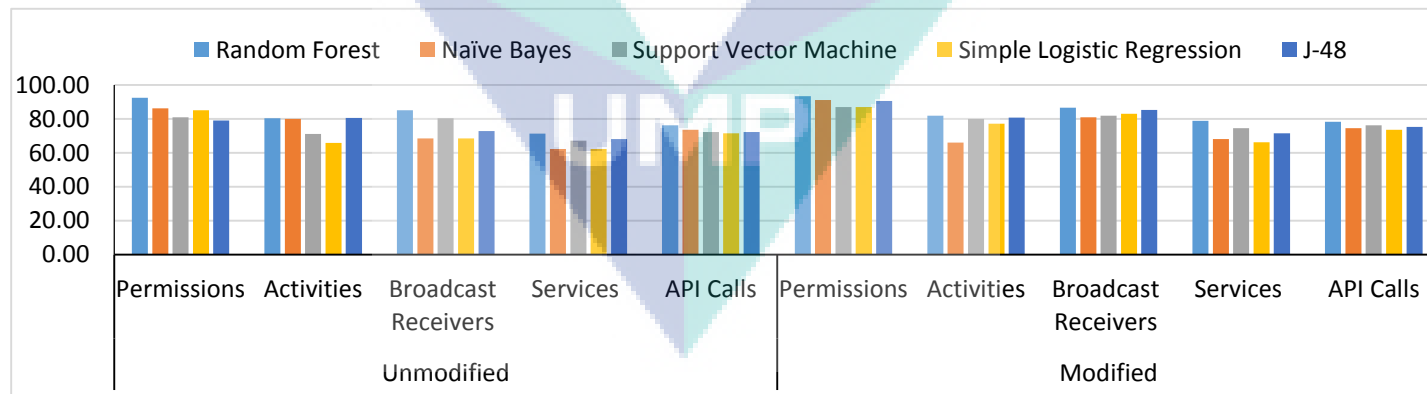 Random Forest Naïve Bayes Support Vector Machine Simple Logistic Regression J-48
100.00
80.00
60.00
40.00
20.00
0.00
UMP
Permissions Activities Broadcast Receivers Services API Calls Permissions Activities Broadcast Receivers Services API Calls
Unmodified Modified